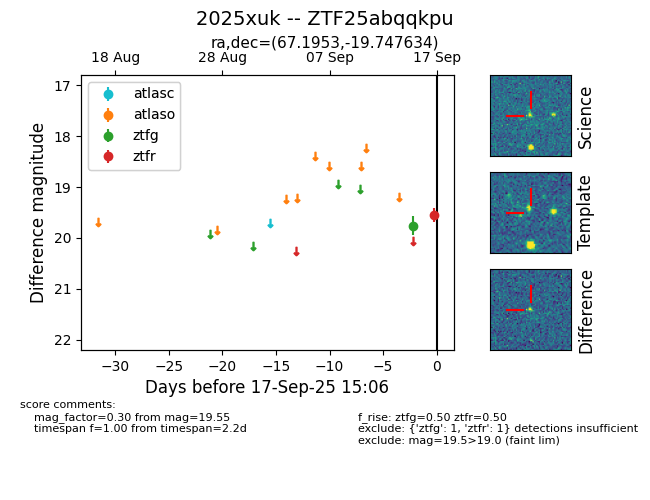 2025xuk -- ZTF25abqqkpu
ra,dec=(67.1953,-19.747634)
18 Aug 28 Aug 07 Sep 17 Sep
atlasc
atlaso
ztfg
ztfr
17
18
19
20
21
22
Difference magnitude
−30 −25 −20 −15 −10 −5 0
Days before 17-Sep-25 15:06
Science
Template
Difference
score comments:
mag_factor=0.30 from mag=19.55
timespan f=1.00 from timespan=2.2d
f_rise: ztfg=0.50 ztfr=0.50
exclude: {'ztfg': 1, 'ztfr': 1} detections insufficient
exclude: mag=19.5>19.0 (faint lim)